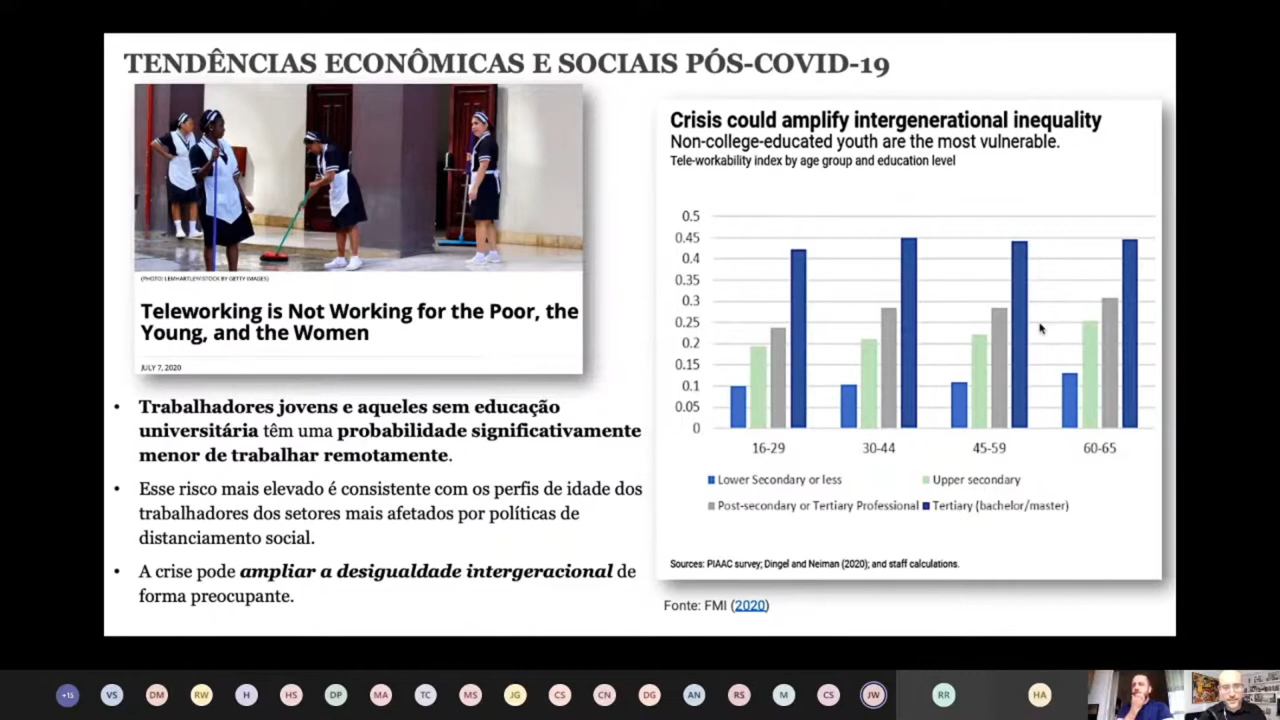 TENDÊNCIAS ECONÔMICAS E SOCIAIS PÓS-COVID-19
(PHOTO: LEMHARTLEY/STOCK BY GETTY IMAGES)
Teleworking is Not Working for the Poor, the
Young, and the Women
JULY 7, 2020
• Trabalhadores jovens e aqueles sem educação
universitária têm uma probabilidade significativamente
menor de trabalhar remotamente.
• Esse risco mais elevado é consistente com os perfis de idade dos
trabalhadores dos setores mais afetados por políticas de
distanciamento social.
• A crise pode ampliar a desigualdade intergeracional de
forma preocupante.
Crisis could amplify intergenerational inequality
Non-college-educated youth are the most vulnerable.
Tele-workability index by age group and education level
0.5
0.45
0.4
0.35
0.3
0.25
0.2
0.15
0.1
0.05
0
16-29 30-44 45-59 60-65
Lower Secondary or less Upper secondary
Post-secondary or Tertiary Professional Tertiary (bachelor/master)
Sources: PIAAC survey; Dingel and Neiman (2020); and staff calculations.
Fonte: FMI (2020)
+15 VS DM RW H HS DP MA TC MS JG CS CN DG AN RS M CS JW RR HA